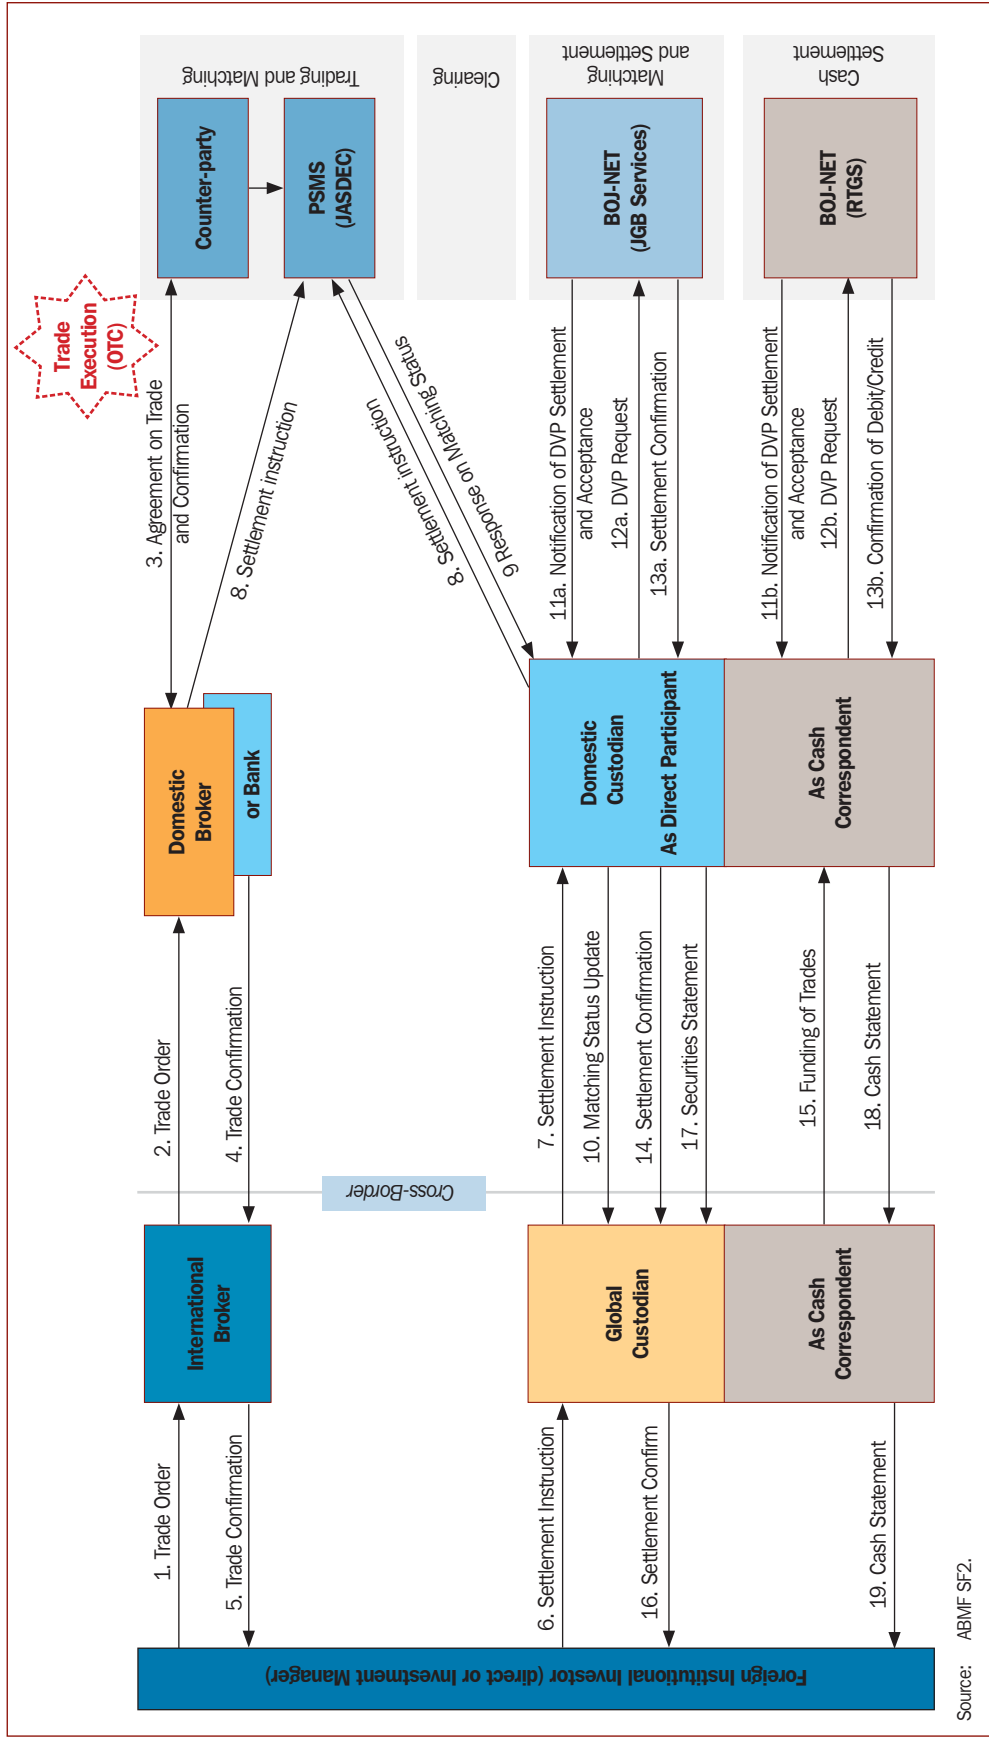 Trade
Execution
(OTC)
Foreign Institutional Investor (direct or Investment Manager)
1. Trade Order
5. Trade Confirmation
International
Broker
2. Trade Order
4. Trade Confirmation
Domestic
Broker
or Bank
3. Agreement on Trade
and Confirmation
8. Settlement instruction
Counter-party
PSMS
(JASDEC)
Trading and Matching
Cross-Border
8. Settlement instruction
9 Response on Matching Status
Clearing
6. Settlement Instruction
16. Settlement Confirm
Global
Custodian
7. Settlement Instruction
10. Matching Status Update
14. Settlement Confirmation
17. Securities Statement
Domestic
Custodian
As Direct Participant
11a. Notification of DVP Settlement
and Acceptance
12a. DVP Request
13a. Settlement Confirmation
BOJ-NET
(JGB Services)
Matching
and Settlement
19. Cash Statement
As Cash
Correspondent
15. Funding of Trades
18. Cash Statement
As Cash
Correspondent
11b. Notification of DVP Settlement
and Acceptance
12b. DVP Request
13b. Confirmation of Debit/Credit
BOJ-NET
(RTGS)
Cash
Settlement
Source: ABMF SF2.